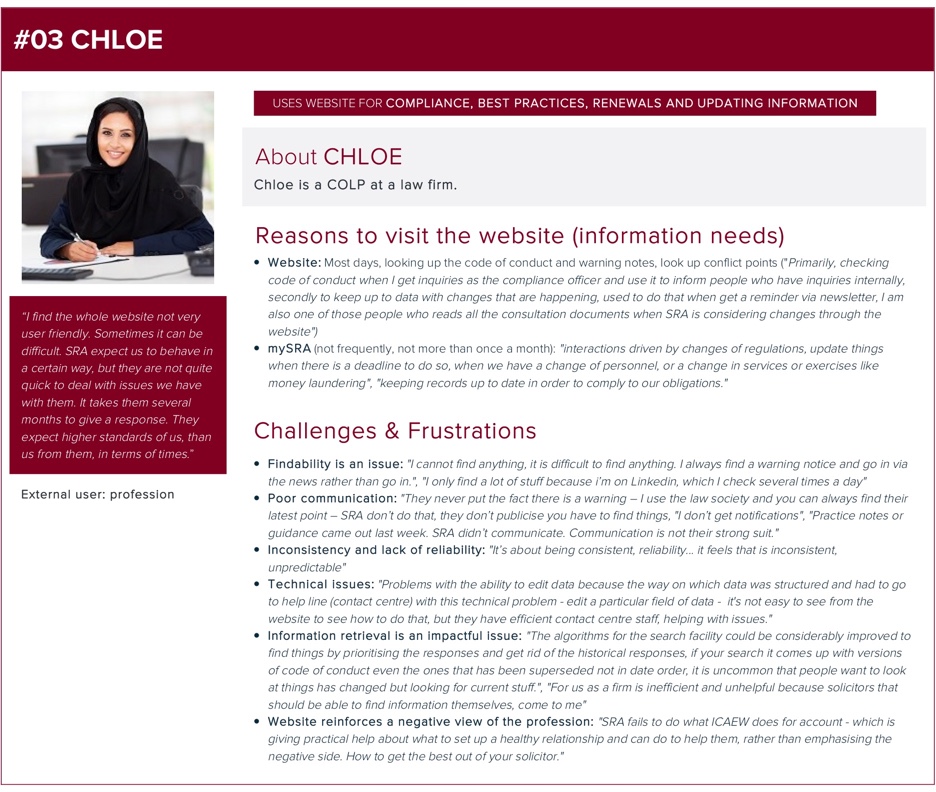 #03 CHLOE
USES WEBSITE FOR COMPLIANCE, BEST PRACTICES, RENEWALS AND UPDATING INFORMATION
About CHLOE
Chloe is a COLP at a law firm.
"I find the whole website not very
user friendly. Sometimes it can be
difficult. SRA expect us to behave in
a certain way, but they are not quite
quick to deal with issues we have
with them. It takes them several
months to give a response. They
expect higher standards of us, than
us from them, in terms of times."
External user: profession
Reasons to visit the website (information needs)
• Website: Most days, looking up the code of conduct and warning notes, look up conflict points ("Primarily, checking
code of conduct when I get inquiries as the compliance officer and use it to inform people who have inquiries internally,
secondly to keep up to data with changes that are happening, used to do that when get a reminder via newsletter, I am
also one of those people who reads all the consultation documents when SRA is considering changes through the
website")
• mySRA (not frequently, not more than once a month): "interactions driven by changes of regulations, update things
when there is a deadline to do so, when we have a change of personnel, or a change in services or exercises like
money laundering", "keeping records up to date in order to comply to our obligations."
Challenges & Frustrations
• Findability is an issue: "I cannot find anything, it is difficult to find anything. I always find a warning notice and go in via
the news rather than go in.", "I only find a lot of stuff because i'm on Linkedin, which I check several times a day"
• Poor communication: "They never put the fact there is a warning – I use the law society and you can always find their
latest point – SRA don't do that, they don't publicise you have to find things, "I don't get notifications", "Practice notes or
guidance came out last week. SRA didn't communicate. Communication is not their strong suit."
• Inconsistency and lack of reliability: "It's about being consistent, reliability... it feels that is inconsistent,
unpredictable"
• Technical issues: "Problems with the ability to edit data because the way on which data was structured and had to go
to help line (contact centre) with this technical problem - edit a particular field of data - it's not easy to see from the
website to see how to do that, but they have efficient contact centre staff, helping with issues."
• Information retrieval is an impactful issue: "The algorithms for the search facility could be considerably improved to
find things by prioritising the responses and get rid of the historical responses, if your search it comes up with versions
of code of conduct even the ones that has been superseded not in date order, it is uncommon that people want to look
at things has changed but looking for current stuff.", "For us as a firm is inefficient and unhelpful because solicitors that
should be able to find information themselves, come to me"
• Website reinforces a negative view of the profession: "SRA fails to do what ICAEW does for account - which is
giving practical help about what to set up a healthy relationship and can do to help them, rather than emphasising the
negative side. How to get the best out of your solicitor."